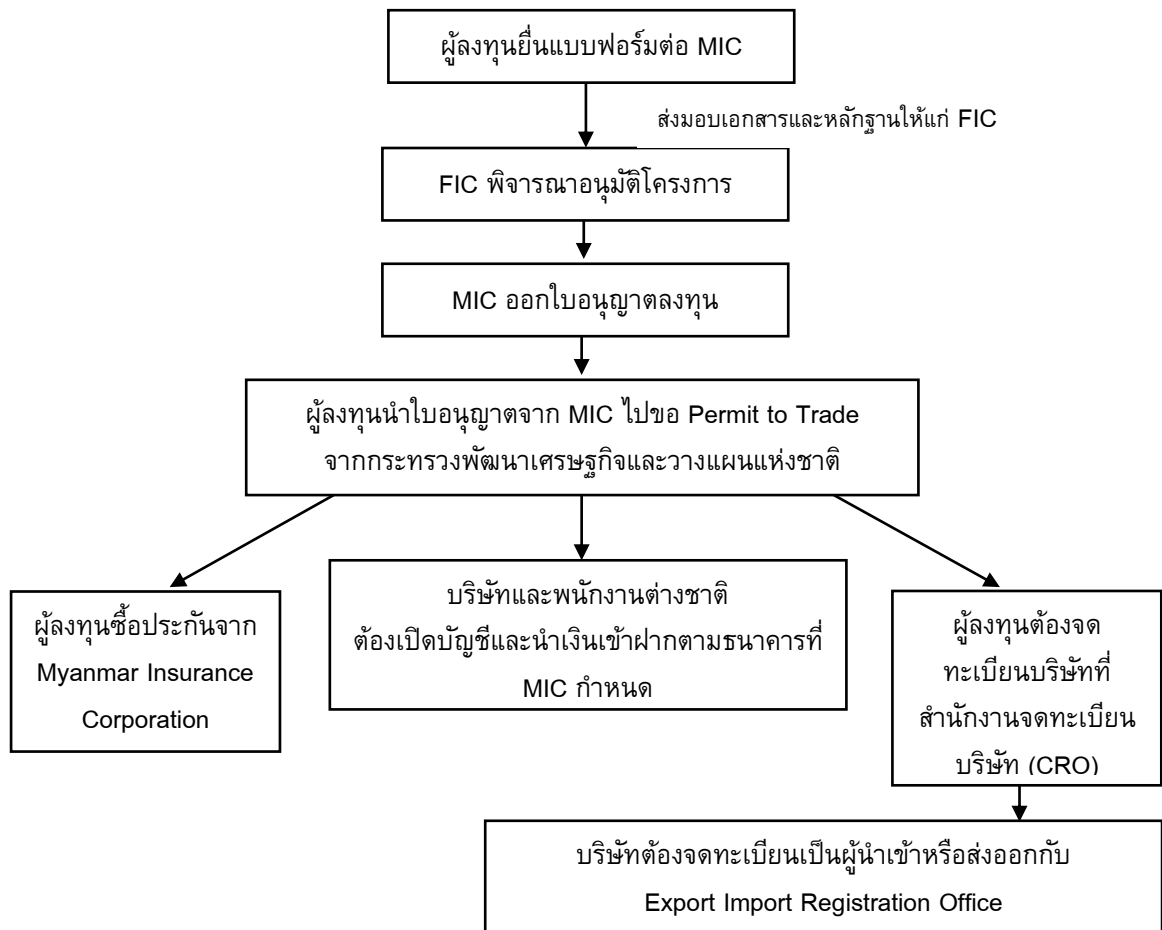 ผู้ลงทุนยื่นแบบฟอร์มต่อ MIC
ส่งมอบเอกสารและหลักฐานให้แก่ FIC
FIC พิจารณาอนุมัติโครงการ
MIC ออกใบอนุญาตลงทุน
ผู้ลงทุนนำใบอนุญาตจาก MIC ไปขอ Permit to Trade
จากกระทรวงพัฒนาเศรษฐกิจและวางแผนแห่งชาติ
ผู้ลงทุนซื้อประกันจาก
Myanmar Insurance
Corporation
บริษัทและพนักงานต่างชาติ
ต้องเปิดบัญชีและนำเงินเข้าฝากตามธนาคารที่
MIC กำหนด
ผู้ลงทุนต้องจด
ทะเบียนบริษัทที่
สำนักงานจดทะเบียน
บริษัท (CRO)
บริษัทต้องจดทะเบียนเป็นผู้นำเข้าหรือส่งออกกับ
Export Import Registration Office